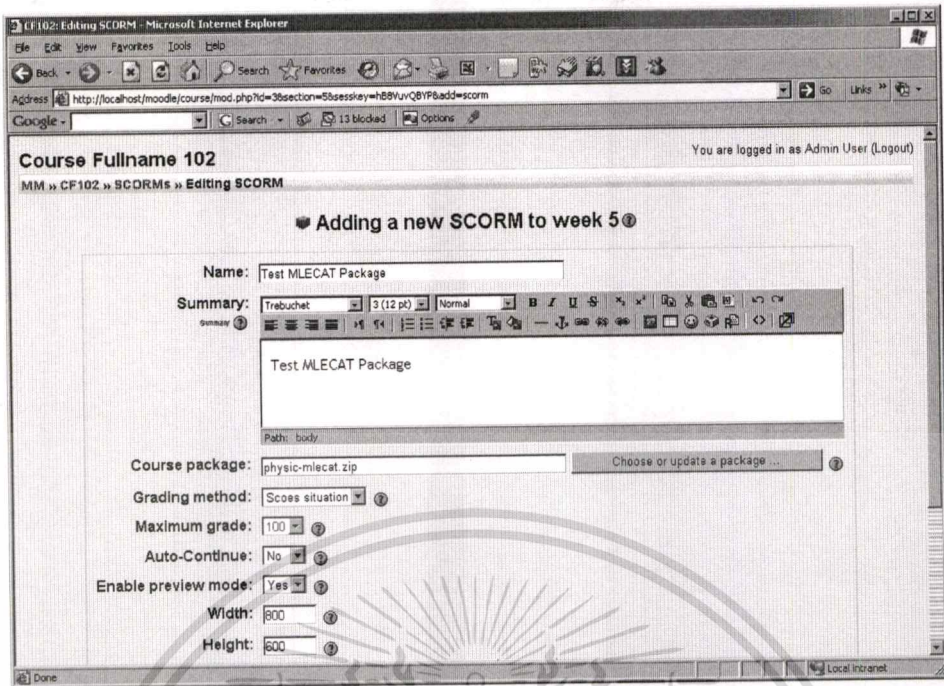 CF102: Editing SCORM - Microsoft Internet Explorer
File Edit View Favorites Tools Help
Back Search Favorites
Address http://localhost/moodle/course/mod.php?id=3&section=5&sesskey=hB8VuvQBYP&add=scorm Go Links »
Google - Search 13 blocked Options
Course Fullname 102
You are logged in as Admin User (Logout)
MM » CF102 » SCORMs » Editing SCORM
Adding a new SCORM to week 5
Name: Test MLECAT Package
Summary: Trebuchet 3 (12 pt) Normal B I U S
Summary
Test MLECAT Package
Path: body
Course package: physic-mlecat.zip Choose or update a package ...
Grading method: Scoes situation
Maximum grade: 100
Auto-Continue: No
Enable preview mode: Yes
Width: 800
Height: 600
Done Local intranet